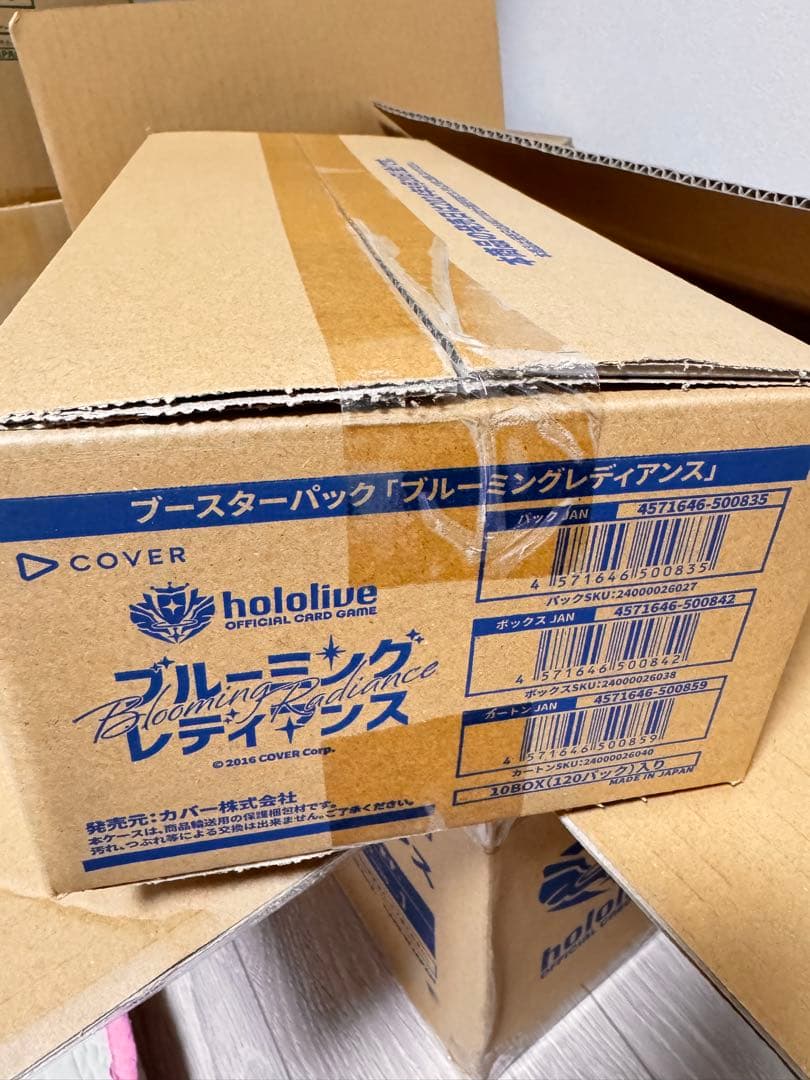 ブースターパック「ブルーミングレディアンス」
COVER
hololive
OFFICIAL CARD GAME
ブルーミング
Blooming Radiance
レディアンス
©2016 COVER Corp.
発売元：カバー株式会社
本ケースは、商品輸送用の保護梱包材です。
汚れ、つぶれ等による交換は出来ません。ご了承ください。
パック JAN 4571646-500835
4 571646 500835
パックSKU:24000026027
ボックス JAN 4571646-500842
4 571646 500842
ボックスSKU:24000026038
カートン JAN 4571646-500859
4 571646 500859
カートンSKU:24000026040
10BOX(120パック)入り
MADE IN JAPAN
hololive
OFFICIAL CARD